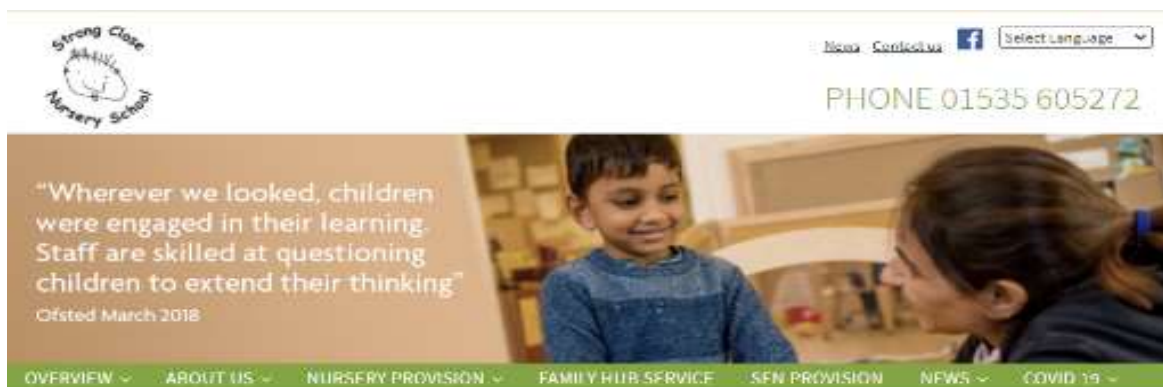 Strong Close
Nursery School
News Contact us Select Language
PHONE 01535 605272
"Wherever we looked, children
were engaged in their learning.
Staff are skilled at questioning
children to extend their thinking"
Ofsted March 2018
OVERVIEW ABOUT US NURSERY PROVISION FAMILY HUB SERVICE SEN PROVISION NEWS COVID 19